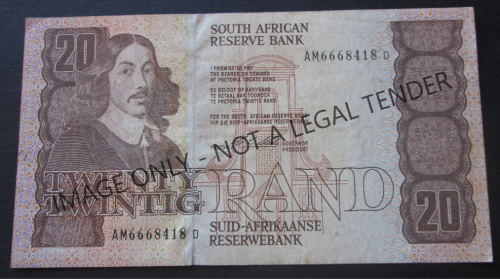 20
SOUTH AFRICAN
RESERVE BANK
AM6668418 D
I PROMISE TO PAY
THE BEARER ON DEMAND
AT PRETORIA TWENTY RAND
EK BELOOF OM AAN
TE BETAAL AAN TOONDER
TE PRETORIA TWINTIG RAND
FOR THE SOUTH AFRICAN RESERVE BANK
VIR DIE SUID-AFRIKAANSE RESERWEBANK
GOVERNOR
PRESIDENT
IMAGE ONLY - NOT A LEGAL TENDER
TWENTY
TWINTIG
RAND
AM6668418 D
SUID-AFRIKAANSE
RESERWEBANK
20